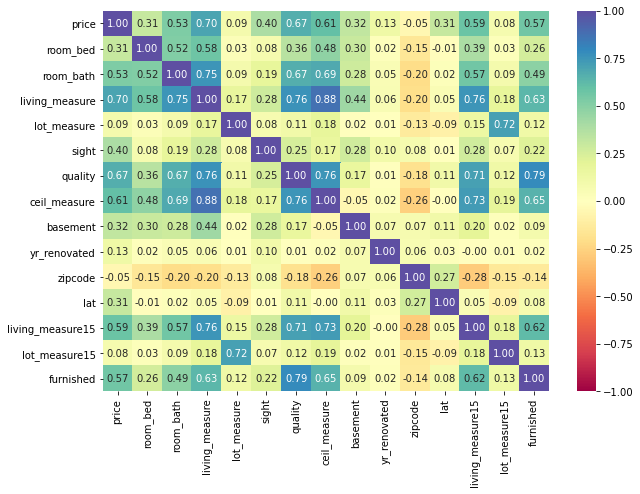 price 1.00 0.31 0.53 0.70 0.09 0.40 0.67 0.61 0.32 0.13 -0.05 0.31 0.59 0.08 0.57
room_bed 0.31 1.00 0.52 0.58 0.03 0.08 0.36 0.48 0.30 0.02 -0.15 -0.01 0.39 0.03 0.26
room_bath 0.53 0.52 1.00 0.75 0.09 0.19 0.67 0.69 0.28 0.05 -0.20 0.02 0.57 0.09 0.49
living_measure 0.70 0.58 0.75 1.00 0.17 0.28 0.76 0.88 0.44 0.06 -0.20 0.05 0.76 0.18 0.63
lot_measure 0.09 0.03 0.09 0.17 1.00 0.08 0.11 0.18 0.02 0.01 -0.13 -0.09 0.15 0.72 0.12
sight 0.40 0.08 0.19 0.28 0.08 1.00 0.25 0.17 0.28 0.10 0.08 0.01 0.28 0.07 0.22
quality 0.67 0.36 0.67 0.76 0.11 0.25 1.00 0.76 0.17 0.01 -0.18 0.11 0.71 0.12 0.79
ceil_measure 0.61 0.48 0.69 0.88 0.18 0.17 0.76 1.00 -0.05 0.02 -0.26 -0.00 0.73 0.19 0.65
basement 0.32 0.30 0.28 0.44 0.02 0.28 0.17 -0.05 1.00 0.07 0.07 0.11 0.20 0.02 0.09
yr_renovated 0.13 0.02 0.05 0.06 0.01 0.10 0.01 0.02 0.07 1.00 0.06 0.03 -0.00 0.01 0.02
zipcode -0.05 -0.15 -0.20 -0.20 -0.13 0.08 -0.18 -0.26 0.07 0.06 1.00 0.27 -0.28 -0.15 -0.14
lat 0.31 -0.01 0.02 0.05 -0.09 0.01 0.11 -0.00 0.11 0.03 0.27 1.00 0.05 -0.09 0.08
living_measure15 0.59 0.39 0.57 0.76 0.15 0.28 0.71 0.73 0.20 -0.00 -0.28 0.05 1.00 0.18 0.62
lot_measure15 0.08 0.03 0.09 0.18 0.72 0.07 0.12 0.19 0.02 0.01 -0.15 -0.09 0.18 1.00 0.13
furnished 0.57 0.26 0.49 0.63 0.12 0.22 0.79 0.65 0.09 0.02 -0.14 0.08 0.62 0.13 1.00
price
room_bed
room_bath
living_measure
lot_measure
sight
quality
ceil_measure
basement
yr_renovated
zipcode
lat
living_measure15
lot_measure15
furnished
1.00
0.75
0.50
0.25
0.00
−0.25
−0.50
−0.75
−1.00